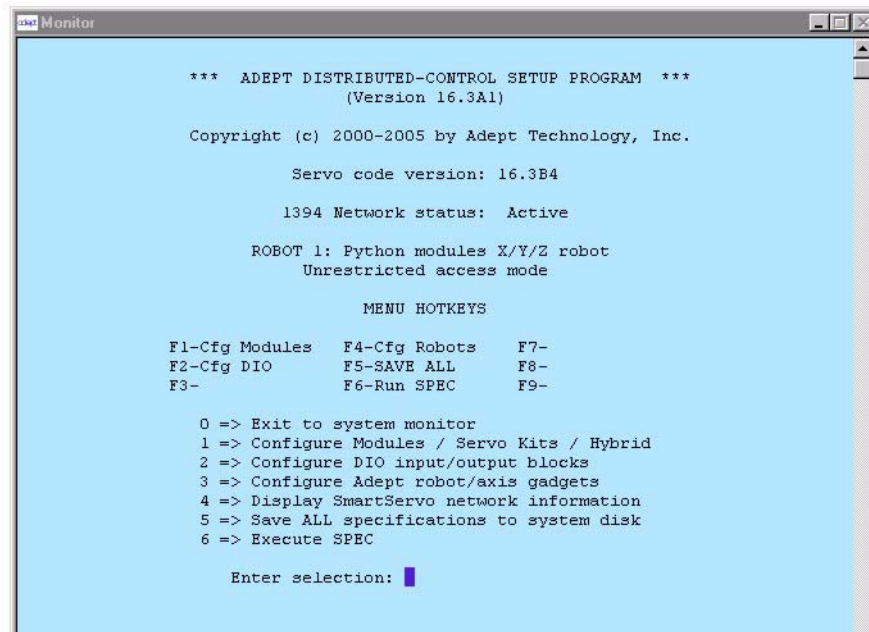 adept Monitor
*** ADEPT DISTRIBUTED-CONTROL SETUP PROGRAM ***
(Version 16.3A1)
Copyright (c) 2000-2005 by Adept Technology, Inc.
Servo code version: 16.3B4
1394 Network status: Active
ROBOT 1: Python modules X/Y/Z robot
Unrestricted access mode
MENU HOTKEYS
F1-Cfg Modules F4-Cfg Robots F7-
F2-Cfg DIO F5-SAVE ALL F8-
F3- F6-Run SPEC F9-
0 => Exit to system monitor
1 => Configure Modules / Servo Kits / Hybrid
2 => Configure DIO input/output blocks
3 => Configure Adept robot/axis gadgets
4 => Display SmartServo network information
5 => Save ALL specifications to system disk
6 => Execute SPEC
Enter selection: